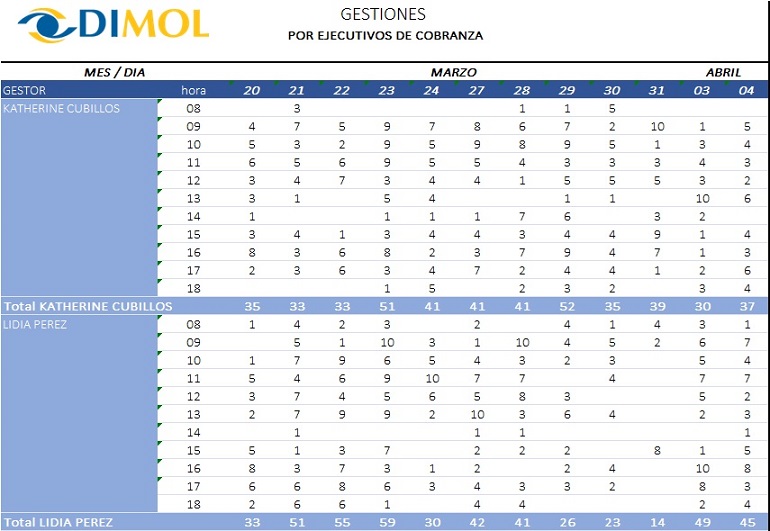 DIMOL
GESTIONES
POR EJECUTIVOS DE COBRANZA
MES / DIA MARZO ABRIL
GESTOR hora 20 21 22 23 24 27 28 29 30 31 03 04
KATHERINE CUBILLOS 08 3 1 1 5
09 4 7 5 9 7 8 6 7 2 10 1 5
10 5 3 2 9 5 9 8 9 5 1 3 4
11 6 5 6 9 5 5 4 3 3 3 4 3
12 3 4 7 3 4 4 1 5 5 5 3 2
13 3 1 5 4 1 1 10 6
14 1 1 1 1 7 6 3 2
15 3 4 1 3 4 4 3 4 4 9 1 4
16 8 3 6 8 2 3 7 9 4 7 1 3
17 2 3 6 3 4 7 2 4 4 1 2 6
18 1 5 2 3 2 3 4
Total KATHERINE CUBILLOS 35 33 33 51 41 41 41 52 35 39 30 37
LIDIA PEREZ 08 1 4 2 3 2 4 1 4 3 1
09 5 1 10 3 1 10 4 5 2 6 7
10 1 7 9 6 5 4 3 2 3 5 4
11 5 4 6 9 10 7 7 4 7 7
12 3 7 4 5 6 5 8 3 5 2
13 2 7 9 9 2 10 3 6 4 2 3
14 1 1 1 1
15 5 1 3 7 2 2 2 8 1 5
16 8 3 7 3 1 2 2 4 10 8
17 6 6 8 6 3 4 3 3 2 8 3
18 2 6 6 1 4 4 2 4
Total LIDIA PEREZ 33 51 55 59 30 42 41 26 23 14 49 45